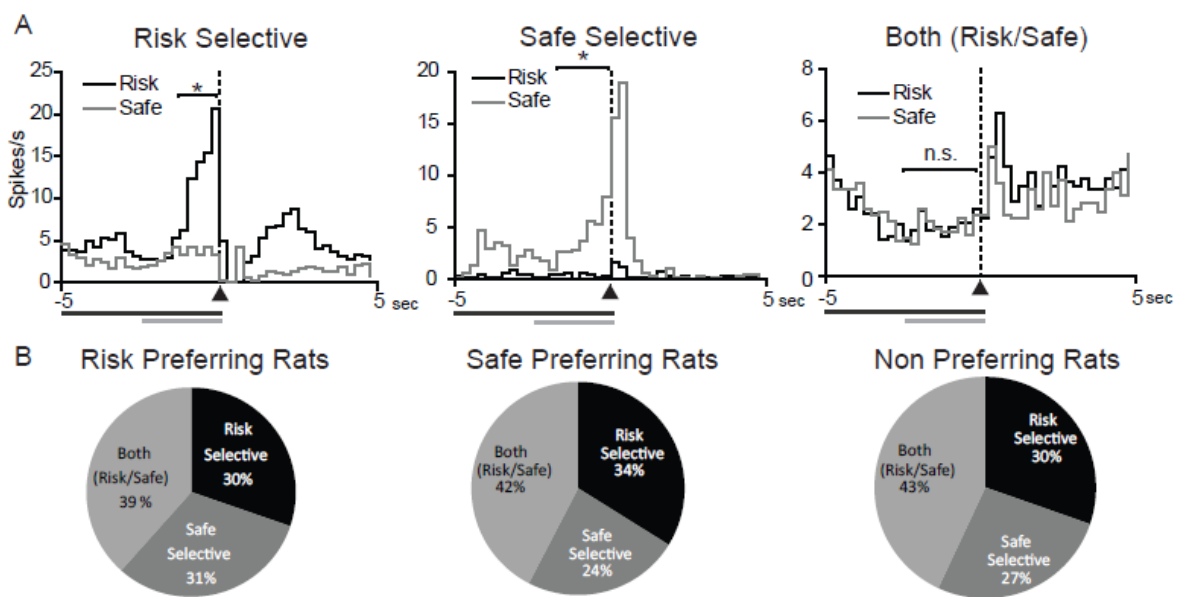 A
Risk Selective
Safe Selective
Both (Risk/Safe)
Spikes/s
25
20
15
10
5
0
Risk
Safe
*
-5
5 sec
20
15
10
5
0
Risk
Safe
*
-5
5 sec
8
6
4
2
0
Risk
Safe
n.s.
-5
5 sec
B
Risk Preferring Rats
Safe Preferring Rats
Non Preferring Rats
Risk
Selective
30%
Both
(Risk/Safe)
39 %
Safe
Selective
31%
Risk
Selective
34%
Both
(Risk/Safe)
42%
Safe
Selective
24%
Risk
Selective
30%
Both
(Risk/Safe)
43%
Safe
Selective
27%